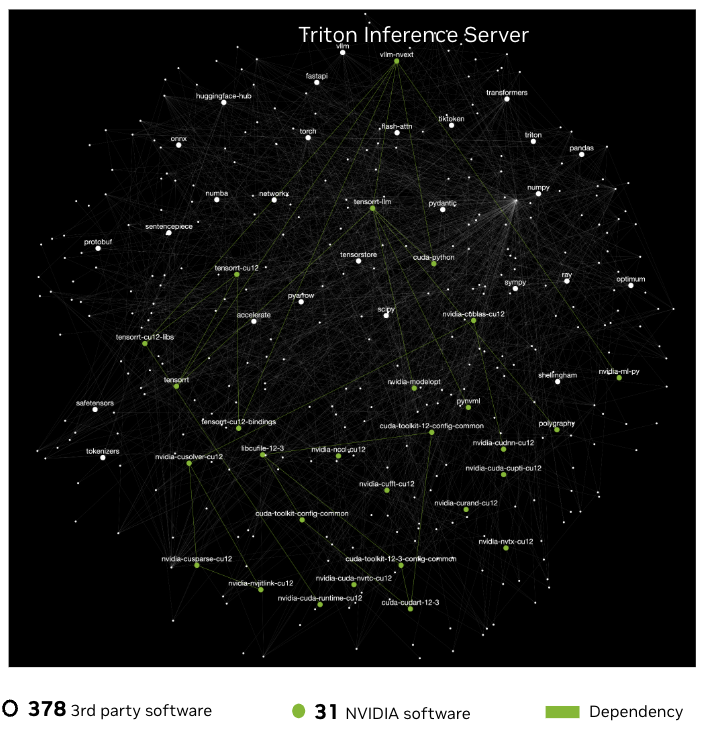 Triton Inference Server
vllm
vllm-nvext
fastapi
huggingface-hub
transformers
tiktoken
flash-attn
torch
triton
onnx
pandas
numba
networkx
numpy
tensorrt-llm
pydantic
sentencepiece
protobuf
tensorstore
cuda-python
tensorrt-cu12
sympy
ray
optimum
pyarrow
accelerate
scipy
nvidia-cublas-cu12
tensorrt-cu12-libs
tensorrt
nvidia-modelopt
shellingham
nvidia-ml-py
safetensors
pynvml
tensorrt-cu12-bindings
cuda-toolkit-12-config-common
polygraphy
tokenizers
nvidia-cusolver-cu12
libcufile-12-3
nvidia-nccl-cu12
nvidia-cudnn-cu12
nvidia-cuda-cupti-cu12
nvidia-cufft-cu12
nvidia-curand-cu12
cuda-toolkit-config-common
nvidia-nvtx-cu12
nvidia-cusparse-cu12
cuda-toolkit-12-3-config-common
nvidia-nvjitlink-cu12
nvidia-cuda-nvrtc-cu12
nvidia-cuda-runtime-cu12
cuda-cudart-12-3
378 3rd party software
31 NVIDIA software
Dependency